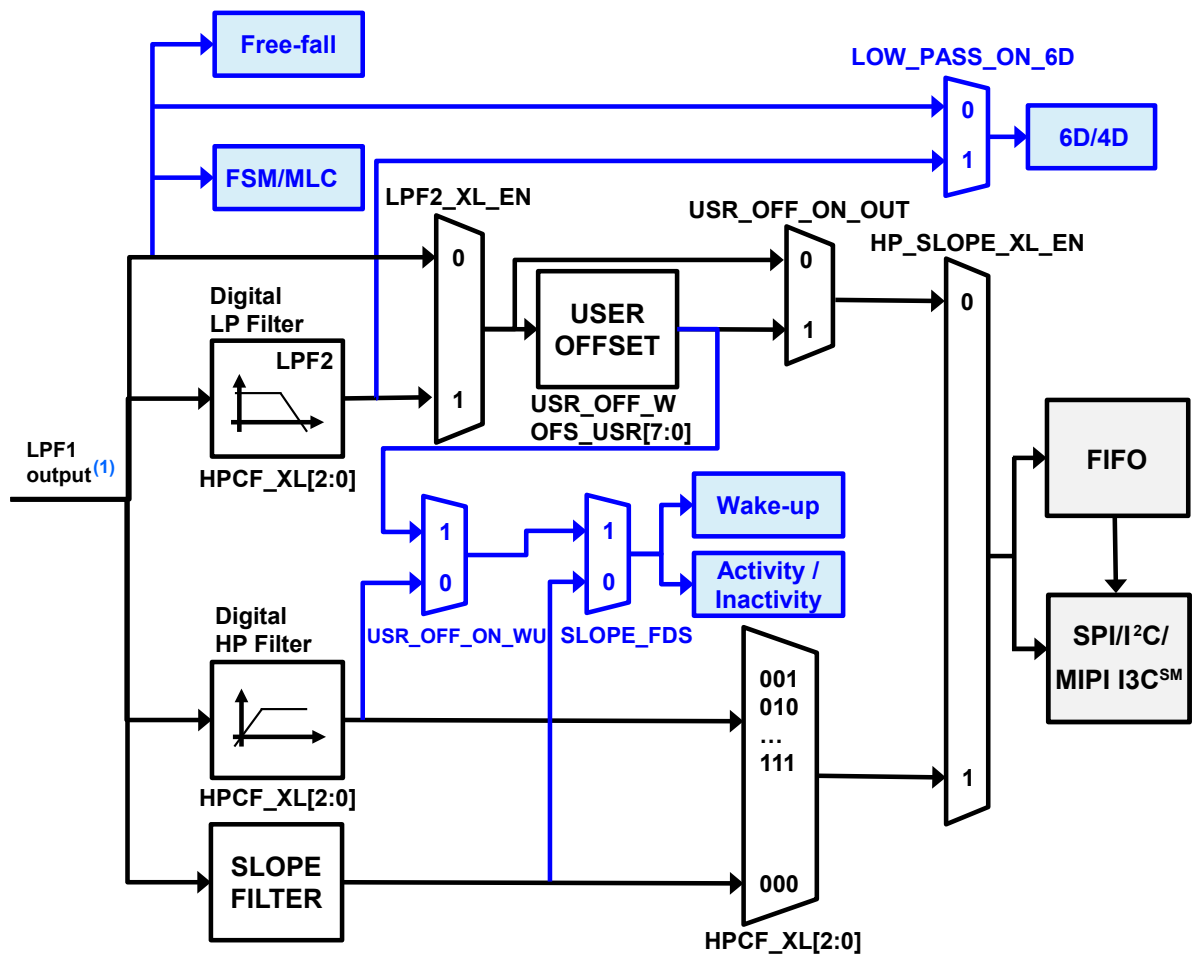 Free-fall
LOW_PASS_ON_6D
0
6D/4D
1
FSM/MLC
LPF2_XL_EN
USR_OFF_ON_OUT
HP_SLOPE_XL_EN
0
0
0
Digital
LP Filter
USER
OFFSET
1
LPF2
1
USR_OFF_W
OFS_USR[7:0]
LPF1
output(1)
HPCF_XL[2:0]
FIFO
Wake-up
1
1
0
0
Activity /
Inactivity
Digital
HP Filter
USR_OFF_ON_WU
SLOPE_FDS
SPI/I2C/
MIPI I3CSM
001
010
...
111
1
HPCF_XL[2:0]
SLOPE
FILTER
000
HPCF_XL[2:0]